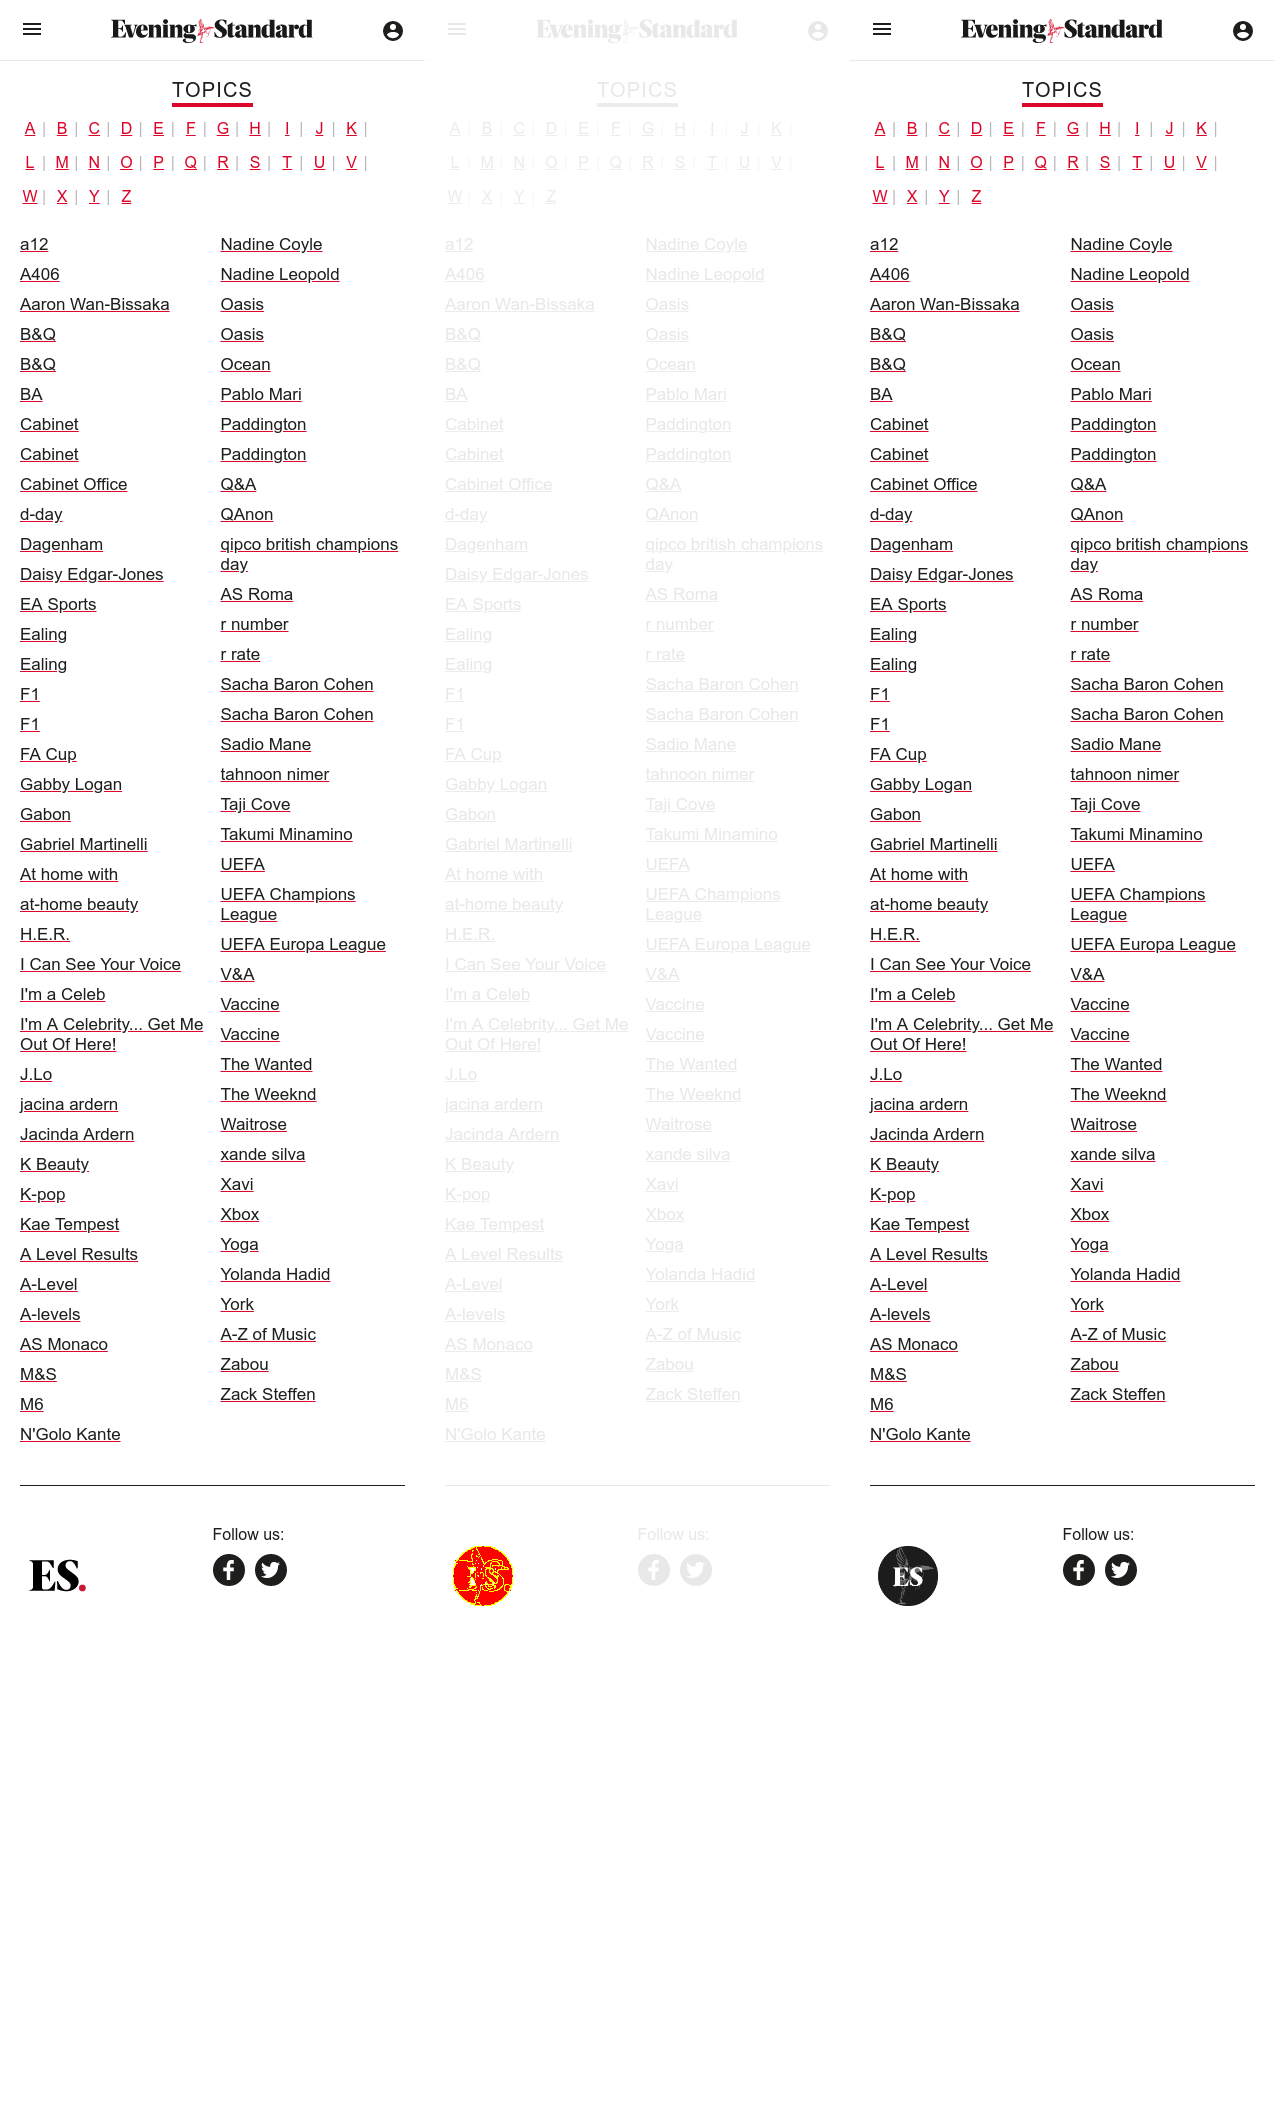 Evening Standard
TOPICS
A | B | C | D | E | F | G | H | I | J | K |
L | M | N | O | P | Q | R | S | T | U | V |
W | X | Y | Z
a12
A406
Aaron Wan-Bissaka
B&Q
B&Q
BA
Cabinet
Cabinet
Cabinet Office
d-day
Dagenham
Daisy Edgar-Jones
EA Sports
Ealing
Ealing
F1
F1
FA Cup
Gabby Logan
Gabon
Gabriel Martinelli
At home with
at-home beauty
H.E.R.
I Can See Your Voice
I'm a Celeb
I'm A Celebrity... Get Me
Out Of Here!
J.Lo
jacina ardern
Jacinda Ardern
K Beauty
K-pop
Kae Tempest
A Level Results
A-Level
A-levels
AS Monaco
M&S
M6
N'Golo Kante
Nadine Coyle
Nadine Leopold
Oasis
Oasis
Ocean
Pablo Mari
Paddington
Paddington
Q&A
QAnon
qipco british champions
day
AS Roma
r number
r rate
Sacha Baron Cohen
Sacha Baron Cohen
Sadio Mane
tahnoon nimer
Taji Cove
Takumi Minamino
UEFA
UEFA Champions
League
UEFA Europa League
V&A
Vaccine
Vaccine
The Wanted
The Weeknd
Waitrose
xande silva
Xavi
Xbox
Yoga
Yolanda Hadid
York
A-Z of Music
Zabou
Zack Steffen
ES.
Follow us:
Evening Standard
TOPICS
A | B | C | D | E | F | G | H | I | J | K |
L | M | N | O | P | Q | R | S | T | U | V |
W | X | Y | Z
a12
A406
Aaron Wan-Bissaka
B&Q
B&Q
BA
Cabinet
Cabinet
Cabinet Office
d-day
Dagenham
Daisy Edgar-Jones
EA Sports
Ealing
Ealing
F1
F1
FA Cup
Gabby Logan
Gabon
Gabriel Martinelli
At home with
at-home beauty
H.E.R.
I Can See Your Voice
I'm a Celeb
I'm A Celebrity... Get Me
Out Of Here!
J.Lo
jacina ardern
Jacinda Ardern
K Beauty
K-pop
Kae Tempest
A Level Results
A-Level
A-levels
AS Monaco
M&S
M6
N'Golo Kante
Nadine Coyle
Nadine Leopold
Oasis
Oasis
Ocean
Pablo Mari
Paddington
Paddington
Q&A
QAnon
qipco british champions
day
AS Roma
r number
r rate
Sacha Baron Cohen
Sacha Baron Cohen
Sadio Mane
tahnoon nimer
Taji Cove
Takumi Minamino
UEFA
UEFA Champions
League
UEFA Europa League
V&A
Vaccine
Vaccine
The Wanted
The Weeknd
Waitrose
xande silva
Xavi
Xbox
Yoga
Yolanda Hadid
York
A-Z of Music
Zabou
Zack Steffen
ES
Follow us:
Evening Standard
TOPICS
A | B | C | D | E | F | G | H | I | J | K |
L | M | N | O | P | Q | R | S | T | U | V |
W | X | Y | Z
a12
A406
Aaron Wan-Bissaka
B&Q
B&Q
BA
Cabinet
Cabinet
Cabinet Office
d-day
Dagenham
Daisy Edgar-Jones
EA Sports
Ealing
Ealing
F1
F1
FA Cup
Gabby Logan
Gabon
Gabriel Martinelli
At home with
at-home beauty
H.E.R.
I Can See Your Voice
I'm a Celeb
I'm A Celebrity... Get Me
Out Of Here!
J.Lo
jacina ardern
Jacinda Ardern
K Beauty
K-pop
Kae Tempest
A Level Results
A-Level
A-levels
AS Monaco
M&S
M6
N'Golo Kante
Nadine Coyle
Nadine Leopold
Oasis
Oasis
Ocean
Pablo Mari
Paddington
Paddington
Q&A
QAnon
qipco british champions
day
AS Roma
r number
r rate
Sacha Baron Cohen
Sacha Baron Cohen
Sadio Mane
tahnoon nimer
Taji Cove
Takumi Minamino
UEFA
UEFA Champions
League
UEFA Europa League
V&A
Vaccine
Vaccine
The Wanted
The Weeknd
Waitrose
xande silva
Xavi
Xbox
Yoga
Yolanda Hadid
York
A-Z of Music
Zabou
Zack Steffen
ES
Follow us: